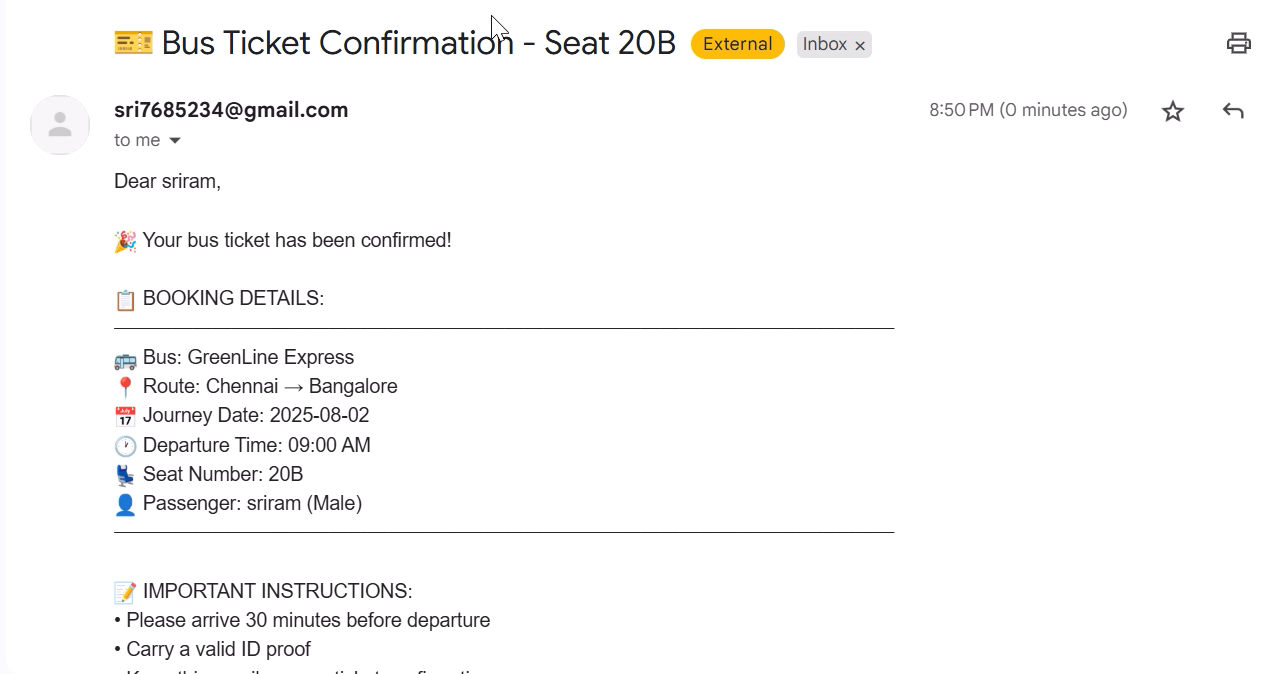 🎫 Bus Ticket Confirmation - Seat 20B External Inbox ×
sri7685234@gmail.com 8:50 PM (0 minutes ago)
to me
Dear sriram,
🎉 Your bus ticket has been confirmed!
📋 BOOKING DETAILS:
🚌 Bus: GreenLine Express
📍 Route: Chennai → Bangalore
📅 Journey Date: 2025-08-02
🕐 Departure Time: 09:00 AM
💺 Seat Number: 20B
👤 Passenger: sriram (Male)
📝 IMPORTANT INSTRUCTIONS:
• Please arrive 30 minutes before departure
• Carry a valid ID proof